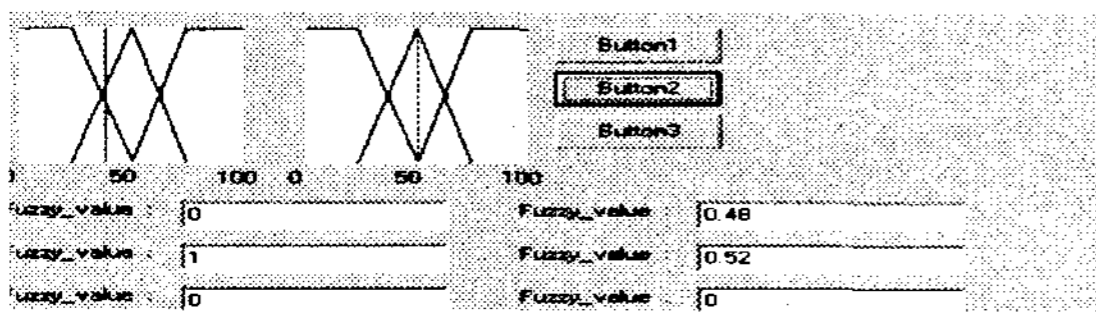 Button1
Button2
Button3
50 100 0 50 100
Fuzzy_value : 0 Fuzzy_value : 0.48
Fuzzy_value : 1 Fuzzy_value : 0.52
Fuzzy_value : 0 Fuzzy_value : 0